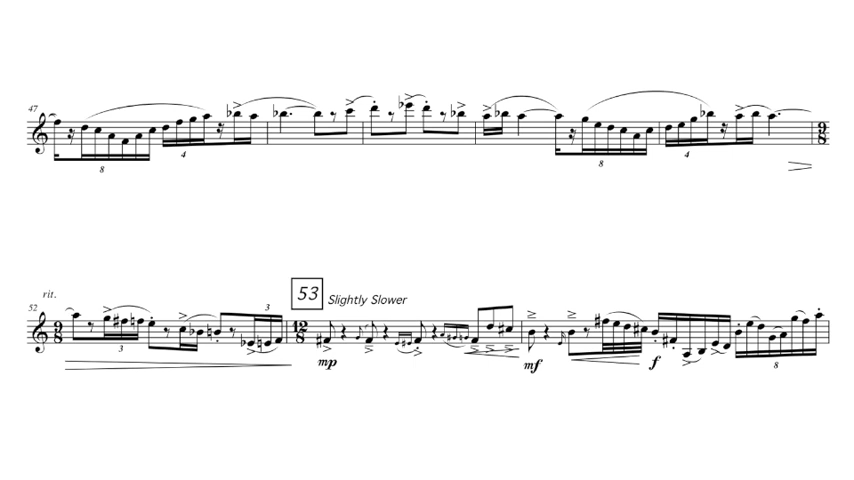 47
8 4 8 4 9 8
rit.
53 Slightly Slower
52
9 8 3 3 12 8 8
mp mf f